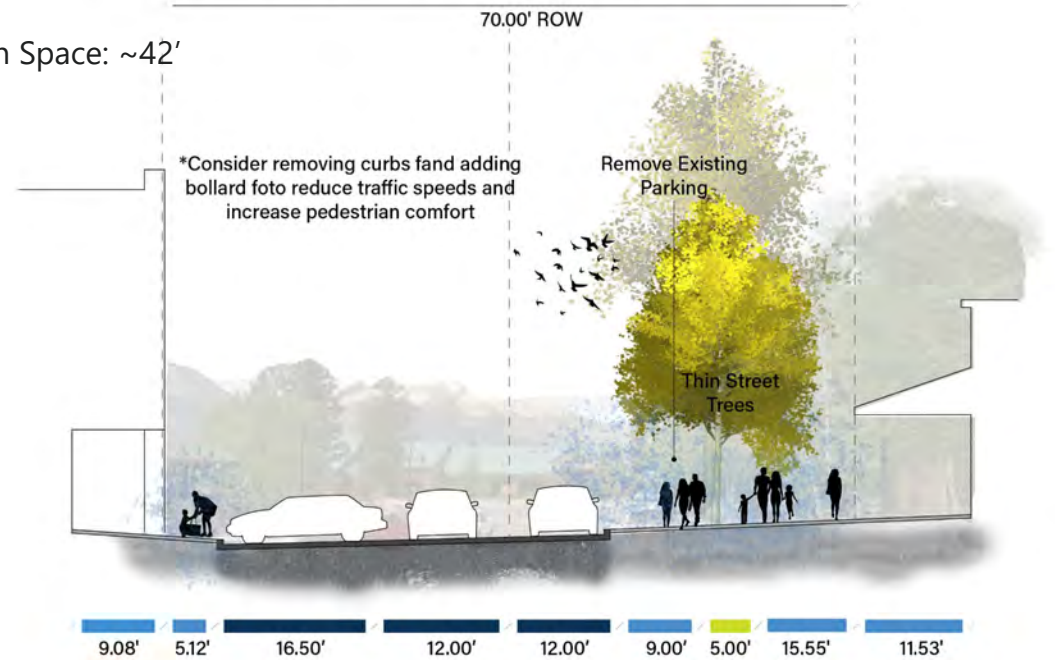 70.00' ROW
n Space: ~42'
*Consider removing curbs fand adding
bollard foto reduce traffic speeds and
increase pedestrian comfort
Remove Existing
Parking
Thin Street
Trees
9.08' 5.12' 16.50' 12.00' 12.00' 9.00' 5.00' 15.55' 11.53'